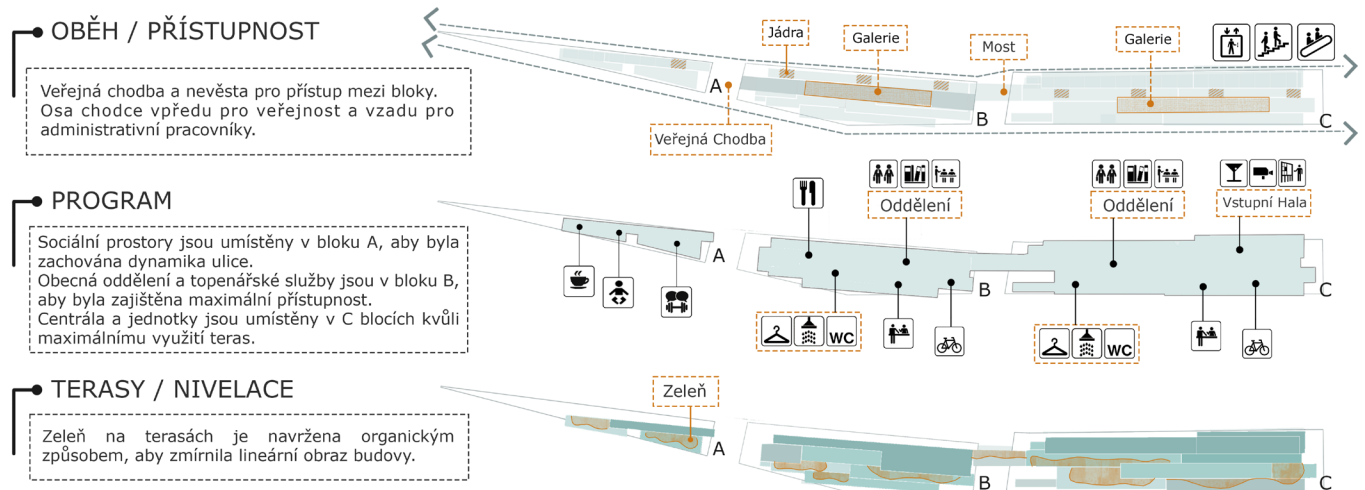 OBĚH / PŘÍSTUPNOST
Veřejná chodba a nevěsta pro přístup mezi bloky.
Osa chodce vpředu pro veřejnost a vzadu pro
administrativní pracovníky.
Jádra
Galerie
Most
Galerie
A
B
C
Veřejná Chodba
PROGRAM
Sociální prostory jsou umístěny v bloku A, aby byla
zachována dynamika ulice.
Obecná oddělení a topenářské služby jsou v bloku B,
aby byla zajištěna maximální přístupnost.
Centrála a jednotky jsou umístěny v C blocích kvůli
maximálnímu využití teras.
Oddělení
Oddělení
Vstupní Hala
A
B
C
WC
WC
TERASY / NIVELACE
Zeleň na terasách je navržena organickým
způsobem, aby zmírnila lineární obraz budovy.
Zeleň
A
B
C